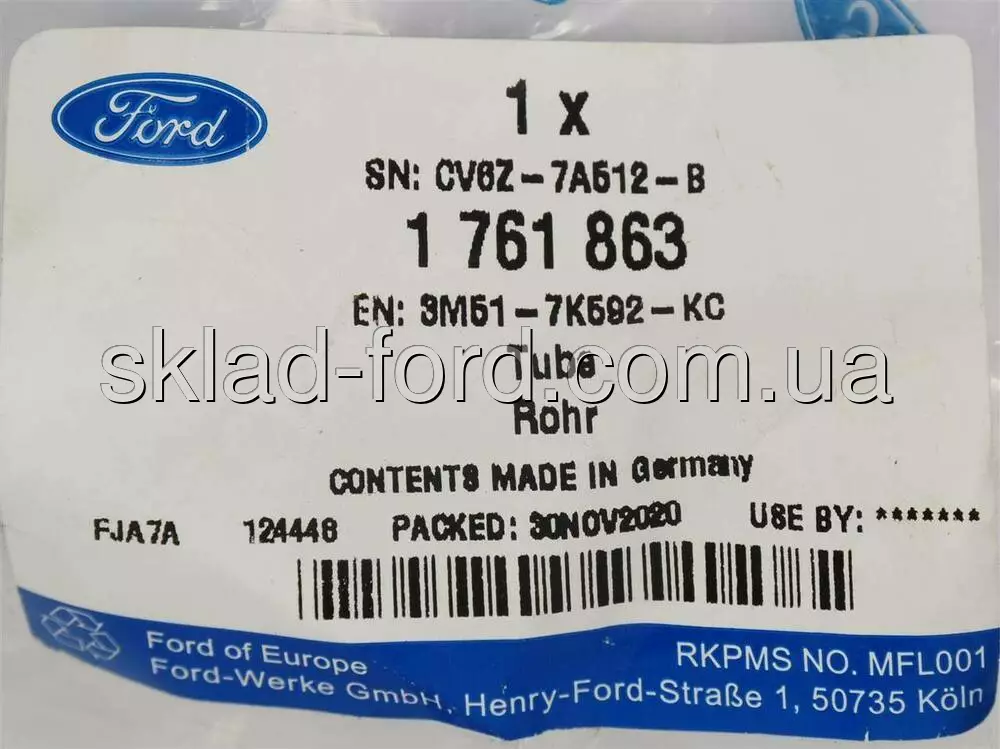 2
Ford
1 x
SN: CV6Z-7A512-B
1 761 863
EN: 3M51-7K592-KC
sklad-ford.com.ua
Tube
Rohr
CONTENTS MADE IN Germany
FJA7A 124448 PACKED: 30NOV2020 USE BY: *******
Ford of Europe
RKPMS NO. MFL001
Ford-Werke GmbH, Henry-Ford-Straße 1, 50735 Köln